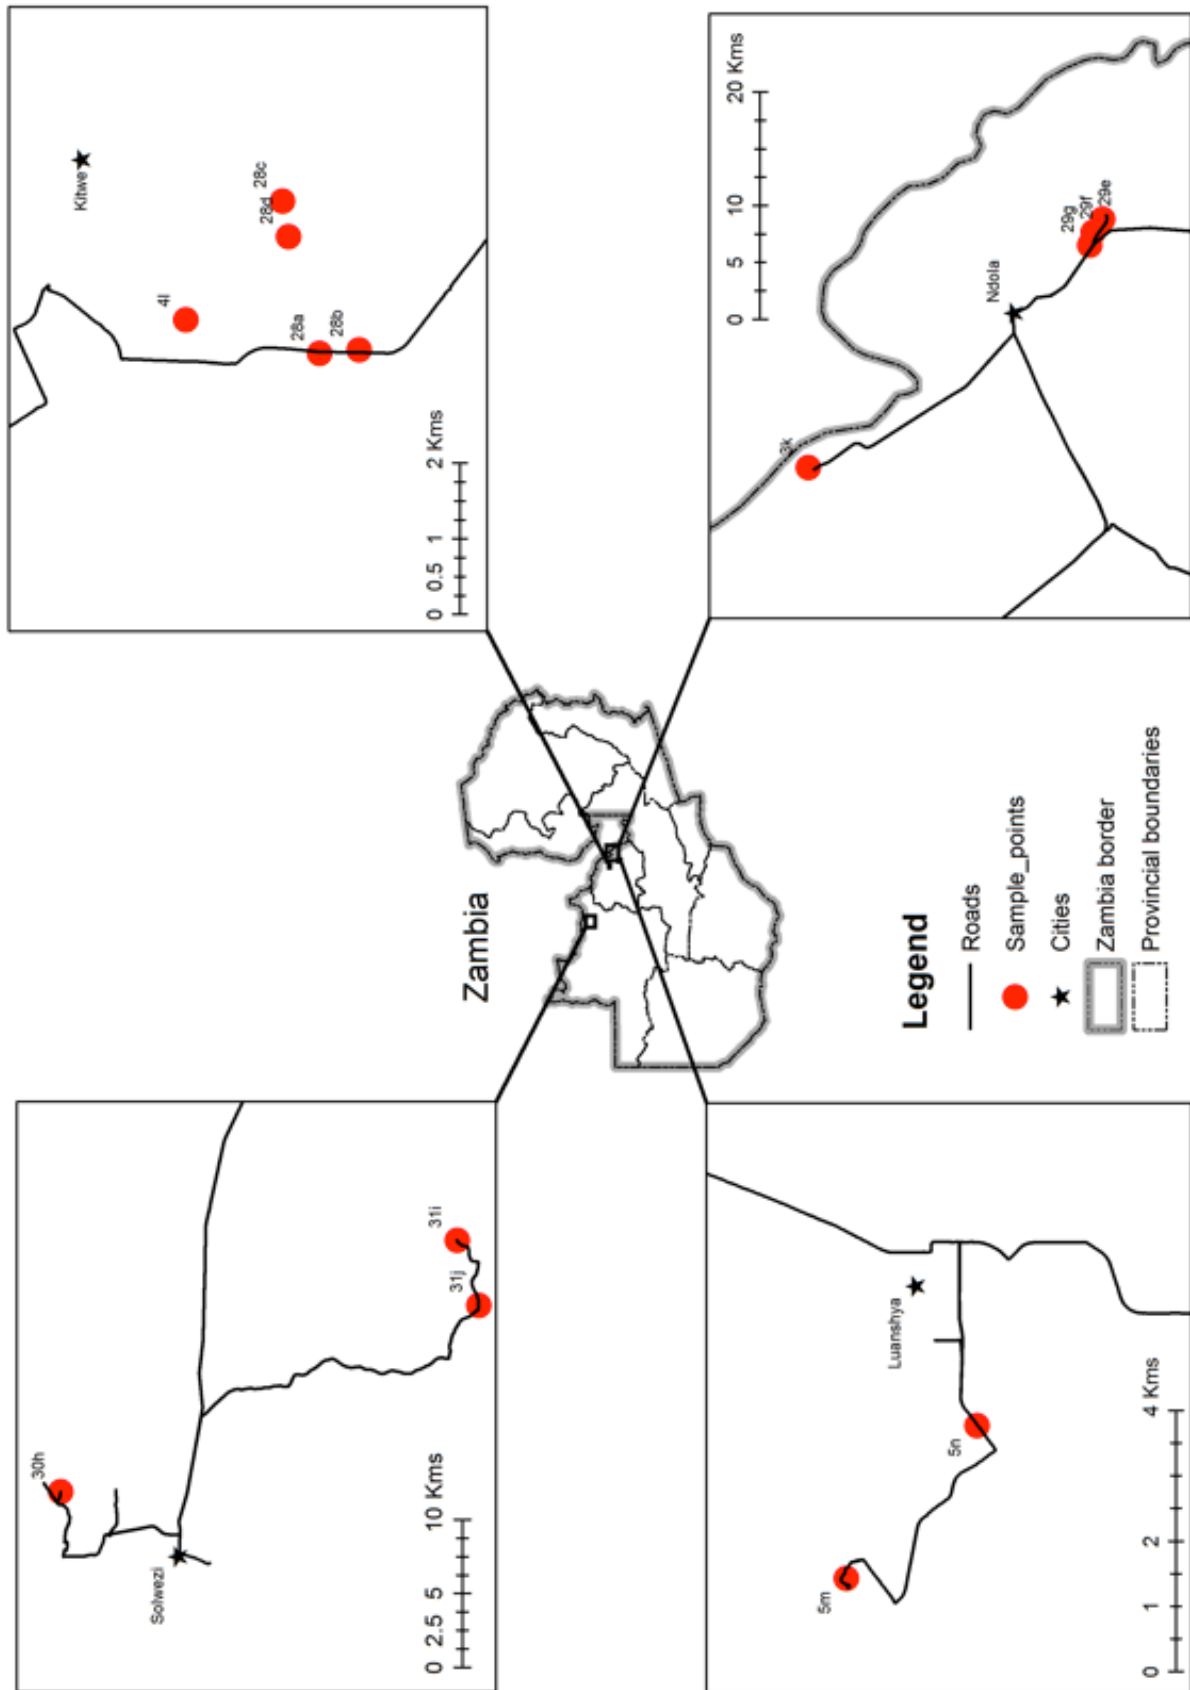 30h
Solwezi
31i
31j
0 2.5 5 10 Kms
Kitwe
4l
28c
28d
28a
28b
0 0.5 1 2 Kms
Zambia
5m
5n
Luanshya
0 1 2 4 Kms
Legend
Roads
Sample_points
Cities
Zambia border
Provincial boundaries
0 5 10 20 Kms
3k
Ndola
29g
29f
29e